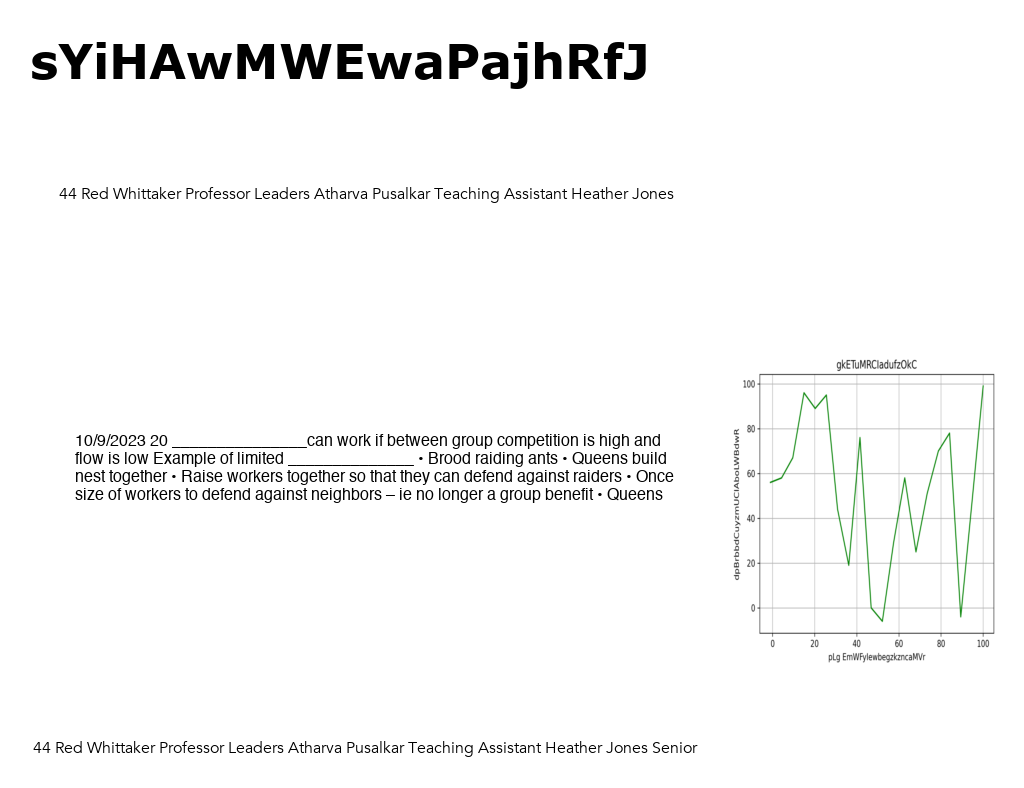 sYiHAwMWEwaPajhRfJ
44 Red Whittaker Professor Leaders Atharva Pusalkar Teaching Assistant Heather Jones
10/9/2023 20 _______________can work if between group competition is high and
flow is low Example of limited ______________ • Brood raiding ants • Queens build
nest together • Raise workers together so that they can defend against raiders • Once
size of workers to defend against neighbors – ie no longer a group benefit • Queens
gkETuMRCIadufzOkC
100
80
60
40
20
0
0 20 40 60 80 100
pLg EmWFylewbegzkzncaMVr
44 Red Whittaker Professor Leaders Atharva Pusalkar Teaching Assistant Heather Jones Senior